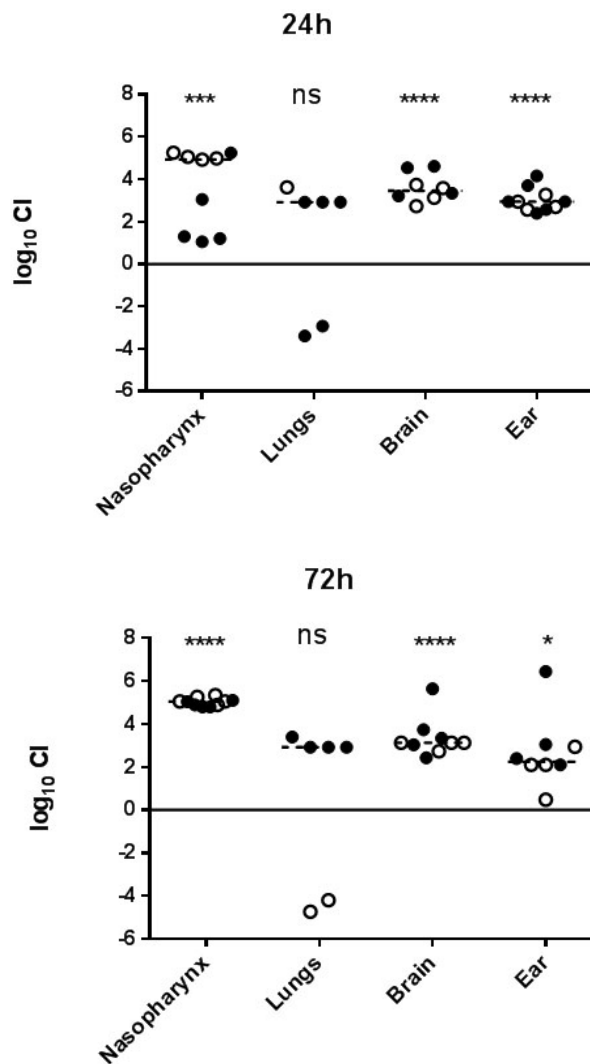 24h
*** ns **** ****
8
6
4
2
0
-2
-4
-6
log₁₀ CI
Nasopharynx
Lungs
Brain
Ear
72h
**** ns **** *
8
6
4
2
0
-2
-4
-6
log₁₀ CI
Nasopharynx
Lungs
Brain
Ear